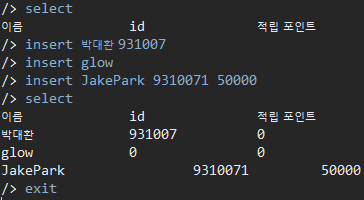 /> select
이름 id 적립 포인트
/> insert 박대환 931007
/> insert glow
/> insert JakePark 9310071 50000
/> select
이름 id 적립 포인트
박대환 931007 0
glow 0 0
JakePark 9310071 50000
/> exit